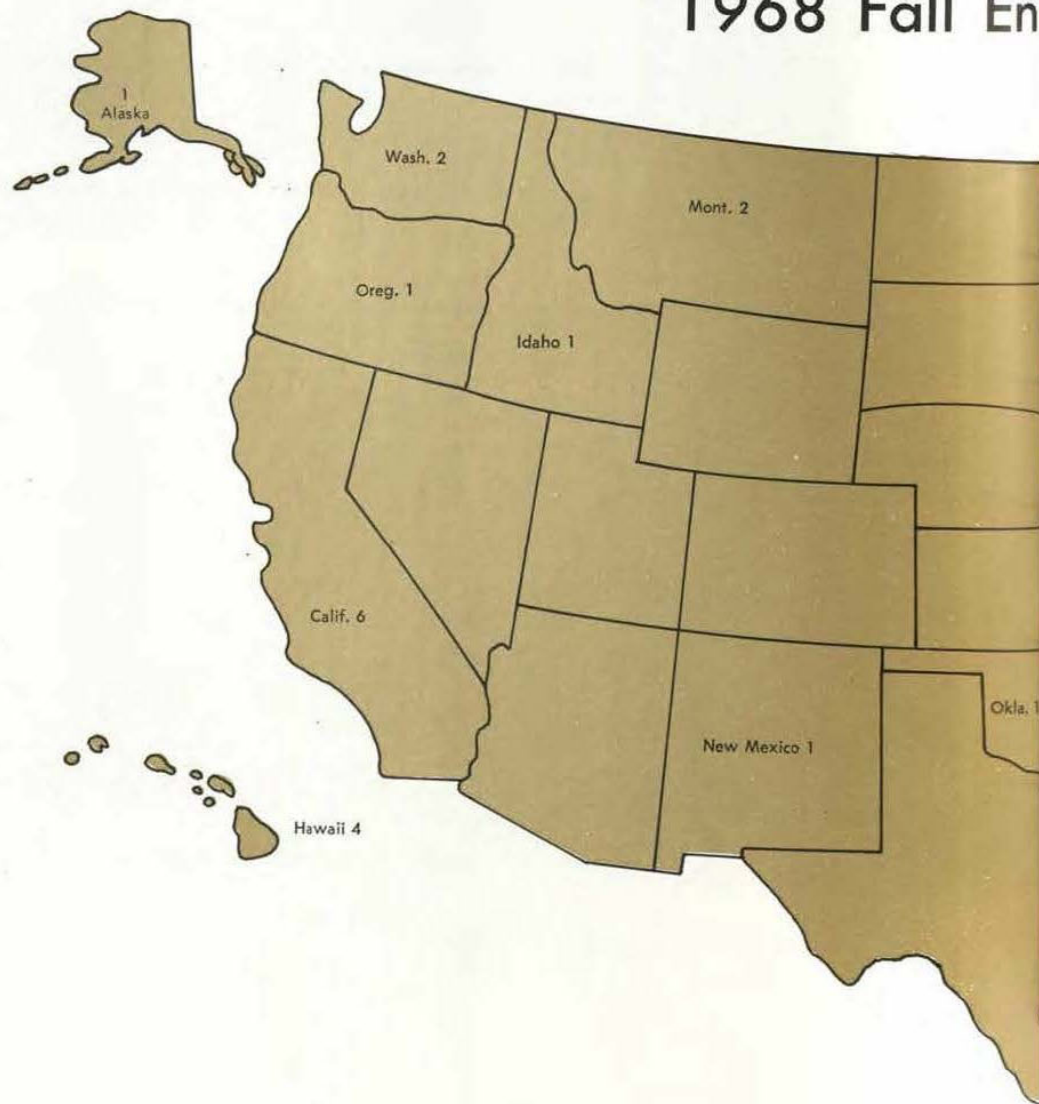 1968 Fall En
1
Alaska
Wash. 2
Mont. 2
Oreg. 1
Idaho 1
Calif. 6
Okla. 1
New Mexico 1
Hawaii 4